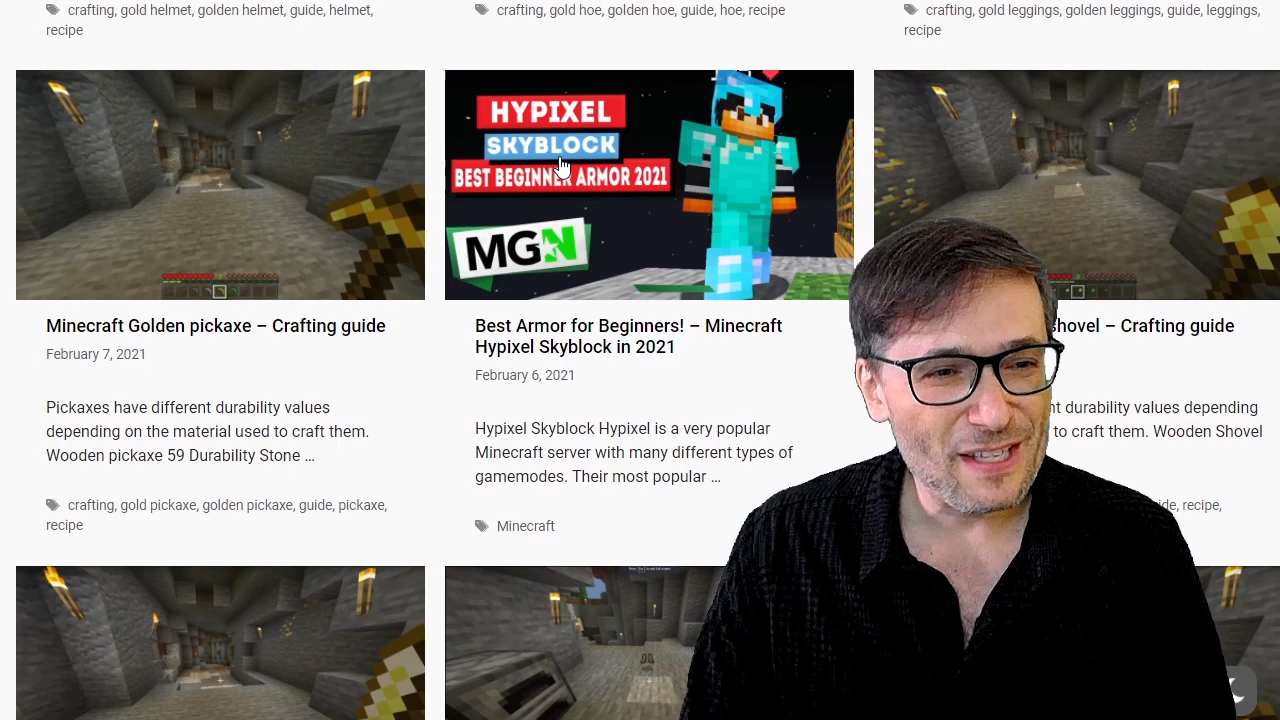 crafting, gold helmet, golden helmet, guide, helmet,
recipe
crafting, gold hoe, golden hoe, guide, hoe, recipe
crafting, gold leggings, golden leggings, guide, leggings,
recipe
HYPIXEL
SKYBLOCK
BEST BEGINNER ARMOR 2021
MGN
Minecraft Golden pickaxe – Crafting guide
February 7, 2021
Pickaxes have different durability values
depending on the material used to craft them.
Wooden pickaxe 59 Durability Stone ...
crafting, gold pickaxe, golden pickaxe, guide, pickaxe,
recipe
Best Armor for Beginners! – Minecraft
Hypixel Skyblock in 2021
February 6, 2021
Hypixel Skyblock Hypixel is a very popular
Minecraft server with many different types of
gamemodes. Their most popular ...
Minecraft
shovel – Crafting guide
durability values depending
to craft them. Wooden Shovel
recipe,